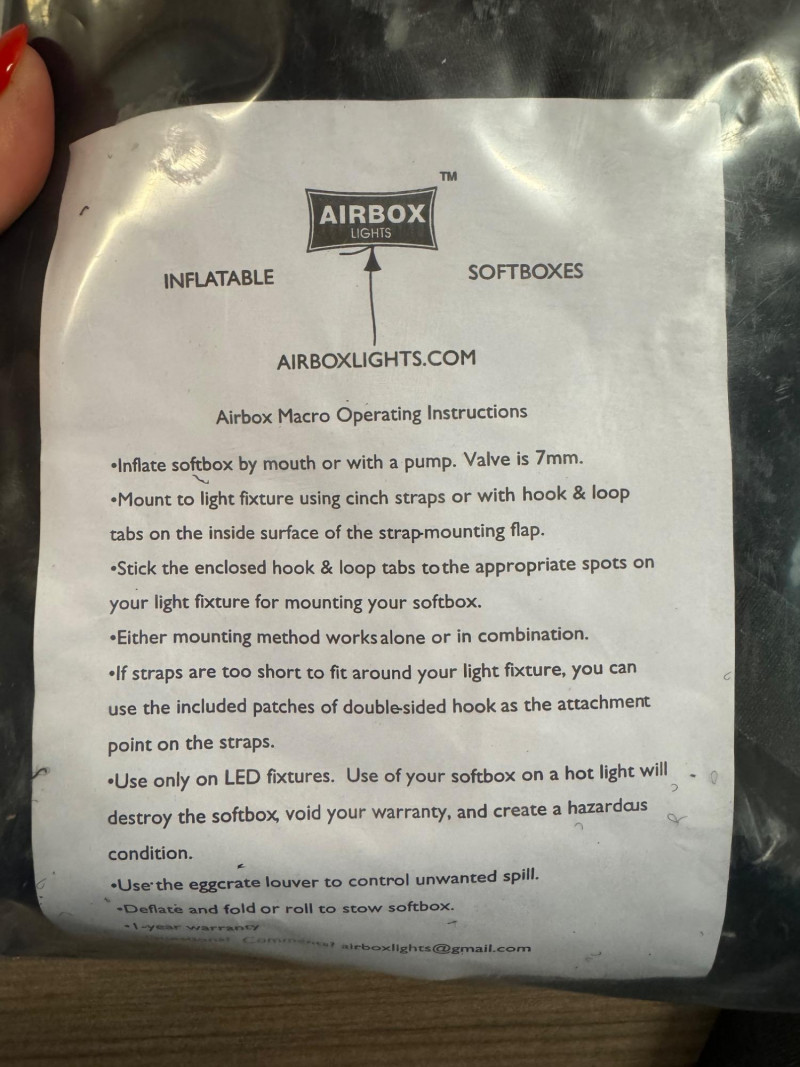 TM
AIRBOX
LIGHTS
INFLATABLE SOFTBOXES
AIRBOXLIGHTS.COM
Airbox Macro Operating Instructions
•Inflate softbox by mouth or with a pump. Valve is 7mm.
•Mount to light fixture using cinch straps or with hook & loop
tabs on the inside surface of the strap-mounting flap.
•Stick the enclosed hook & loop tabs to the appropriate spots on
your light fixture for mounting your softbox.
•Either mounting method works alone or in combination.
•If straps are too short to fit around your light fixture, you can
use the included patches of double-sided hook as the attachment
point on the straps.
•Use only on LED fixtures. Use of your softbox on a hot light will
destroy the softbox, void your warranty, and create a hazardous
condition.
•Use the eggcrate louver to control unwanted spill.
•Deflate and fold or roll to stow softbox.
•1-year warranty
airboxlights@gmail.com